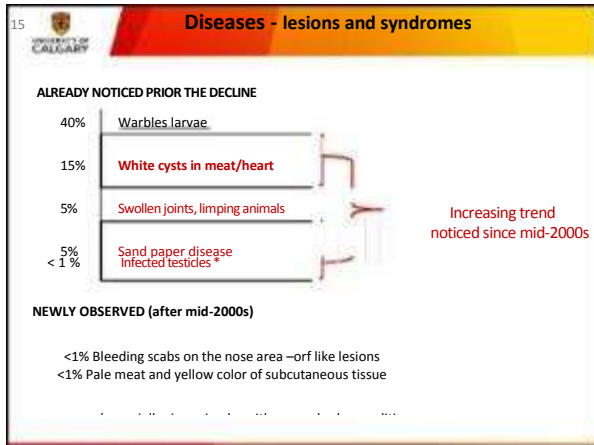 15
UNIVERSITY OF
CALGARY
Diseases - lesions and syndromes
ALREADY NOTICED PRIOR THE DECLINE
40% Warbles larvae
15% White cysts in meat/heart
5% Swollen joints, limping animals
5% Sand paper disease
< 1 % Infected testicles *
Increasing trend
noticed since mid-2000s
NEWLY OBSERVED (after mid-2000s)
<1% Bleeding scabs on the nose area –orf like lesions
<1% Pale meat and yellow color of subcutaneous tissue